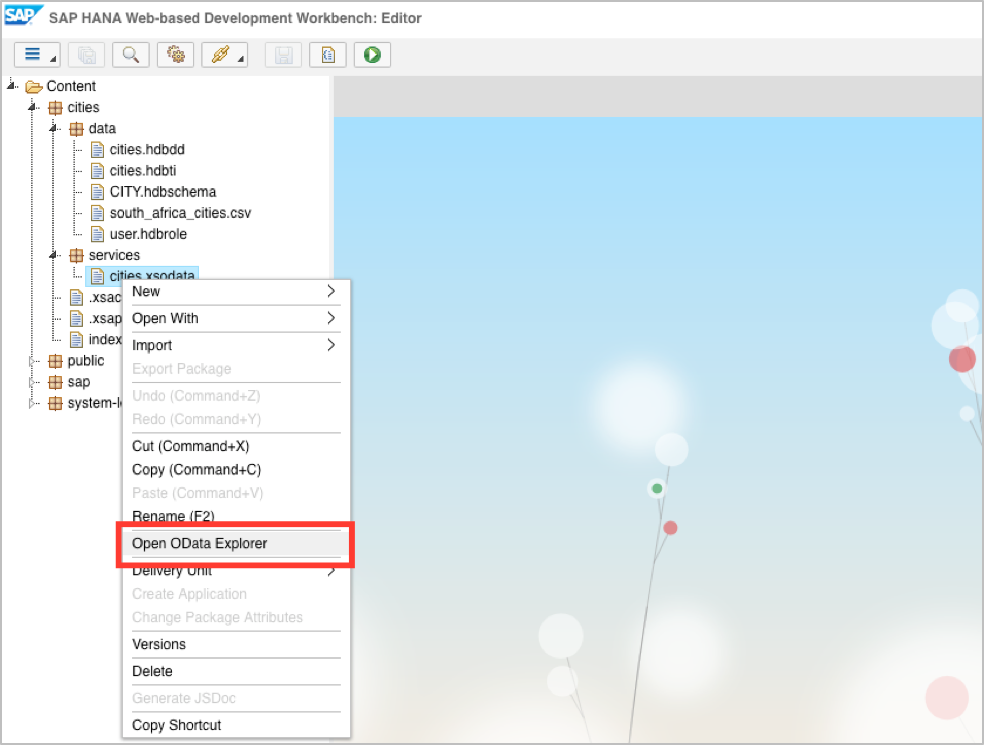 SAP SAP HANA Web-based Development Workbench: Editor
Content
cities
data
cities.hdbdd
cities.hdbti
CITY.hdbschema
south_africa_cities.csv
user.hdbrole
services
cities.xsodata
.xsac
.xsap
index
public
sap
system-l
New
Open With
Import
Export Package
Undo (Command+Z)
Redo (Command+Y)
Cut (Command+X)
Copy (Command+C)
Paste (Command+V)
Rename (F2)
Open OData Explorer
Delivery Unit
Create Application
Change Package Attributes
Versions
Delete
Generate JSDoc
Copy Shortcut